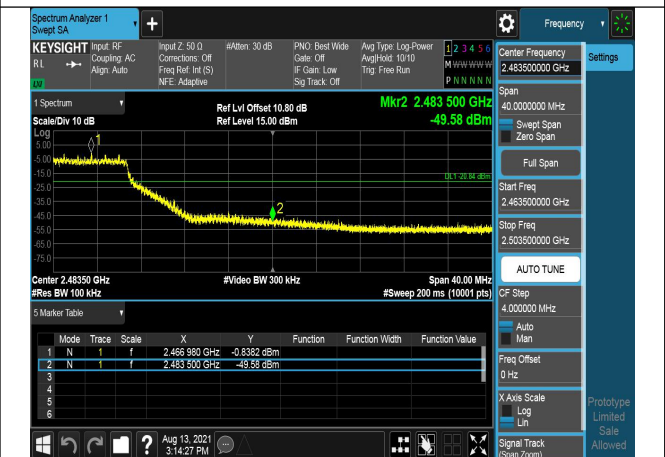 Spectrum Analyzer 1
Swept SA
+
Frequency
KEYSIGHT
Input: RF
Input Z: 50 Ω
#Atten: 30 dB
PNO: Best Wide
Avg Type: Log-Power
1 2 3 4 5 6
RL
Coupling: AC
Corrections: Off
Gate: Off
Avg|Hold: 10/10
M W W W W W
Align: Auto
Freq Ref: Int (S)
IF Gain: Low
Trig: Free Run
NFE: Adaptive
Sig Track: Off
P N N N N N
LXI
1 Spectrum
Ref Lvl Offset 10.80 dB
Mkr2 2.483 500 GHz
Scale/Div 10 dB
Ref Level 15.00 dBm
-49.58 dBm
Log
5.00
-5.00
-15.0
-25.0
-35.0
-45.0
-55.0
-65.0
-75.0
1
2
DL1 -20.84 dBm
Center 2.48350 GHz
#Video BW 300 kHz
Span 40.00 MHz
#Res BW 100 kHz
#Sweep 200 ms (10001 pts)
5 Marker Table
Mode Trace Scale X Y Function Function Width Function Value
1 N 1 f 2.466 980 GHz -0.8382 dBm
2 N 1 f 2.483 500 GHz -49.58 dBm
3
4
5
6
Aug 13, 2021
3:14:27 PM
?
Center Frequency
2.483500000 GHz
Settings
Span
40.0000000 MHz
Swept Span
Zero Span
Full Span
Start Freq
2.463500000 GHz
Stop Freq
2.503500000 GHz
AUTO TUNE
CF Step
4.000000 MHz
Auto
Man
Freq Offset
0 Hz
X Axis Scale
Log
Lin
Signal Track
(Span Zoom)
Prototype
Limited
Sale
Allowed